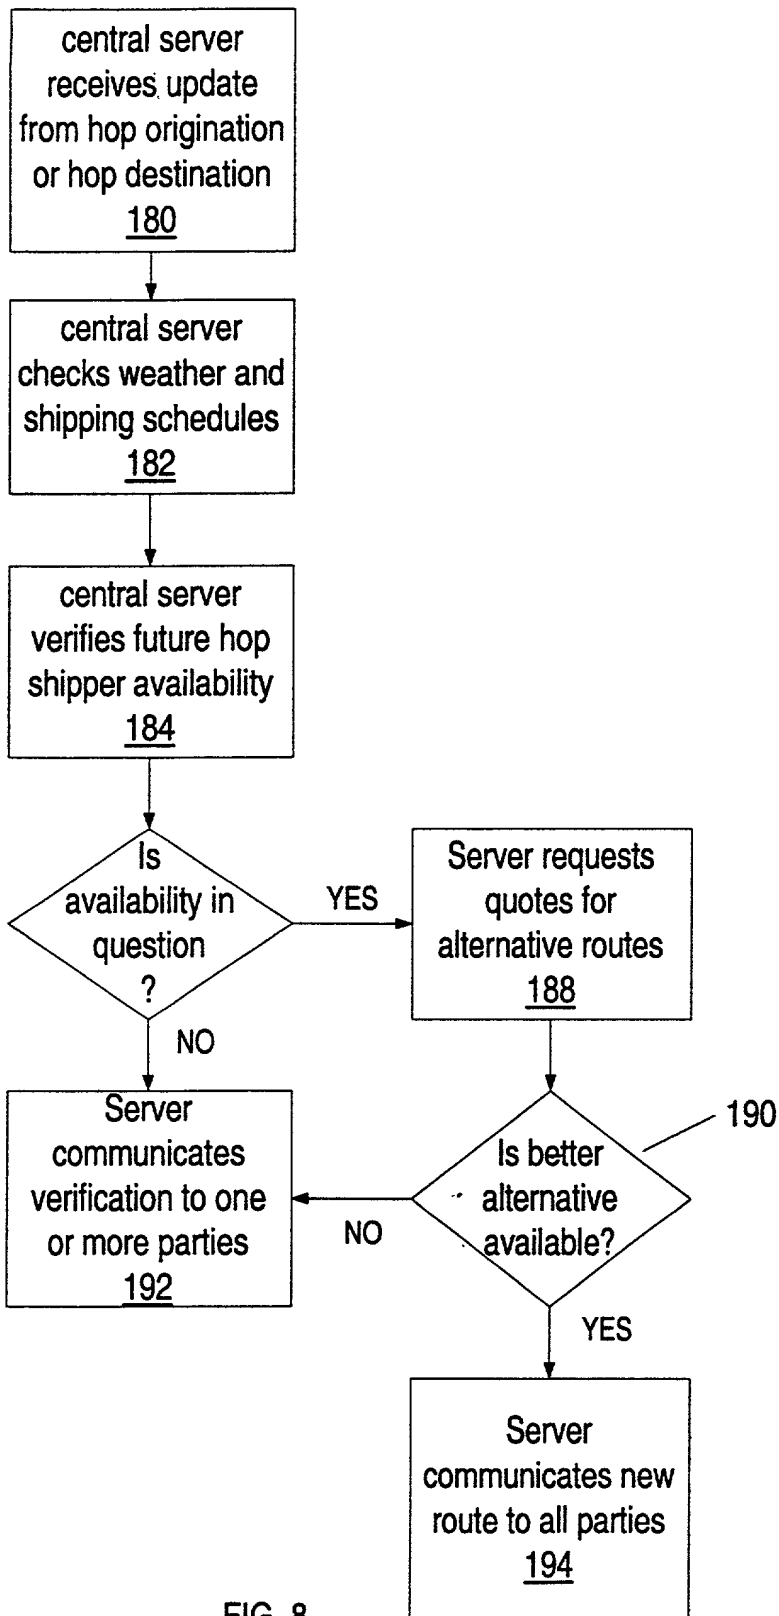 central server
receives update
from hop origination
or hop destination
180
central server
checks weather and
shipping schedules
182
central server
verifies future hop
shipper availability
184
Is
availability in
question
?
YES
NO
Server requests
quotes for
alternative routes
188
190
Is better
alternative
available?
NO
YES
Server
communicates
verification to one
or more parties
192
Server
communicates new
route to all parties
194
FIG. 8